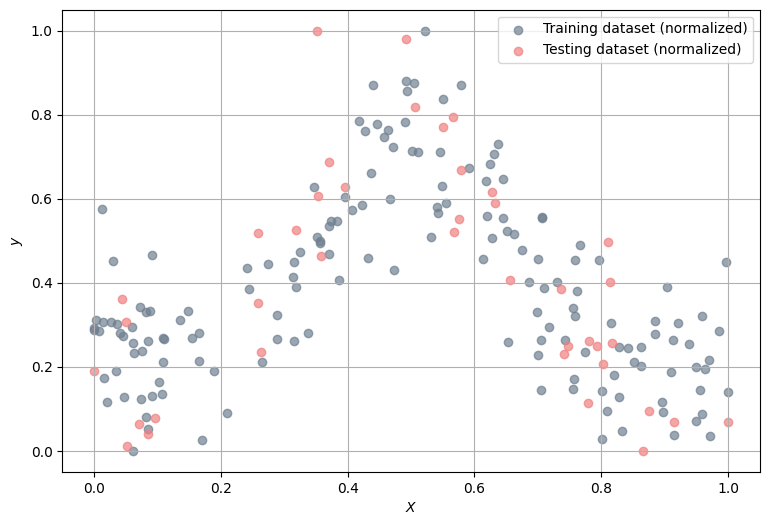 Training dataset (normalized)
Testing dataset (normalized)
1.0
0.8
0.6
0.4
0.2
0.0
y
0.0 0.2 0.4 0.6 0.8 1.0
X